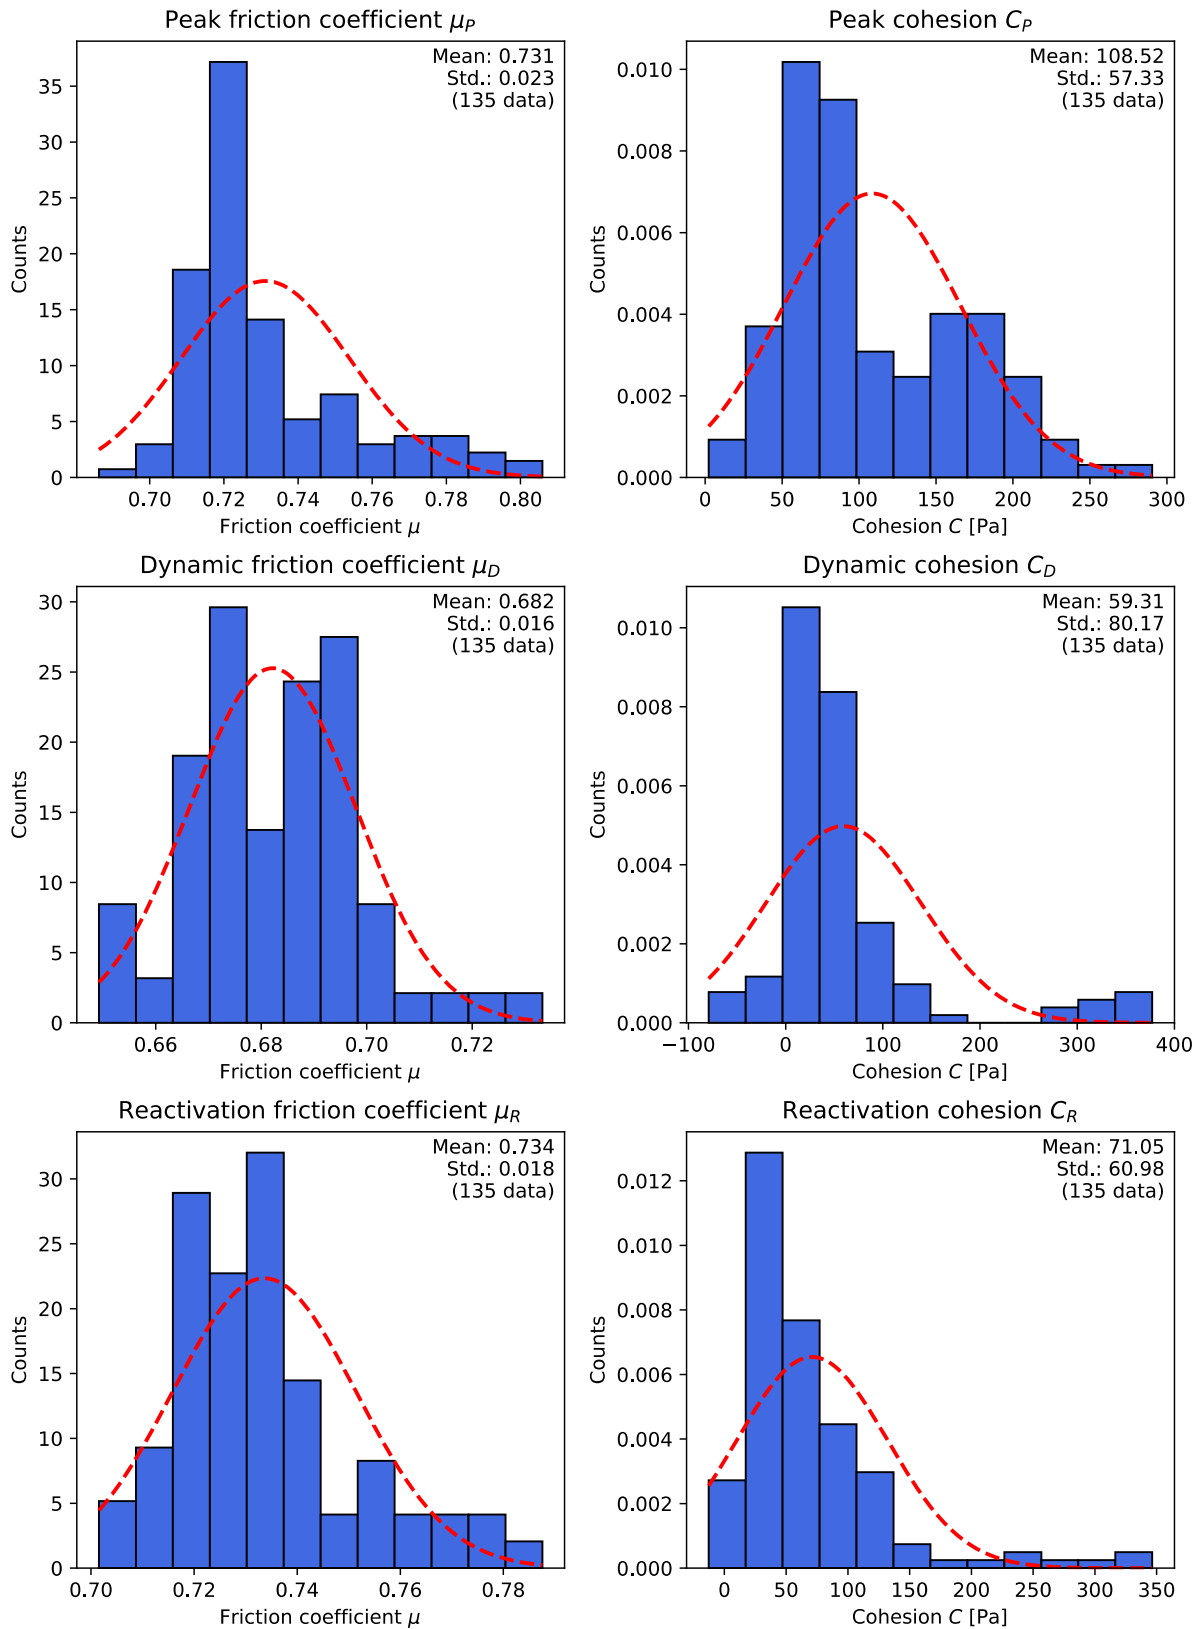 Peak friction coefficient μP
Mean: 0.731
Std.: 0.023
(135 data)
35
30
25
20
15
10
5
0
Counts
0.70 0.72 0.74 0.76 0.78 0.80
Friction coefficient μ
Peak cohesion CP
Mean: 108.52
Std.: 57.33
(135 data)
0.010
0.008
0.006
0.004
0.002
0.000
Counts
0 50 100 150 200 250 300
Cohesion C [Pa]
Dynamic friction coefficient μD
Mean: 0.682
Std.: 0.016
(135 data)
30
25
20
15
10
5
0
Counts
0.66 0.68 0.70 0.72
Friction coefficient μ
Dynamic cohesion CD
Mean: 59.31
Std.: 80.17
(135 data)
0.010
0.008
0.006
0.004
0.002
0.000
Counts
−100 0 100 200 300 400
Cohesion C [Pa]
Reactivation friction coefficient μR
Mean: 0.734
Std.: 0.018
(135 data)
30
25
20
15
10
5
0
Counts
0.70 0.72 0.74 0.76 0.78
Friction coefficient μ
Reactivation cohesion CR
Mean: 71.05
Std.: 60.98
(135 data)
0.012
0.010
0.008
0.006
0.004
0.002
0.000
Counts
0 50 100 150 200 250 300 350
Cohesion C [Pa]